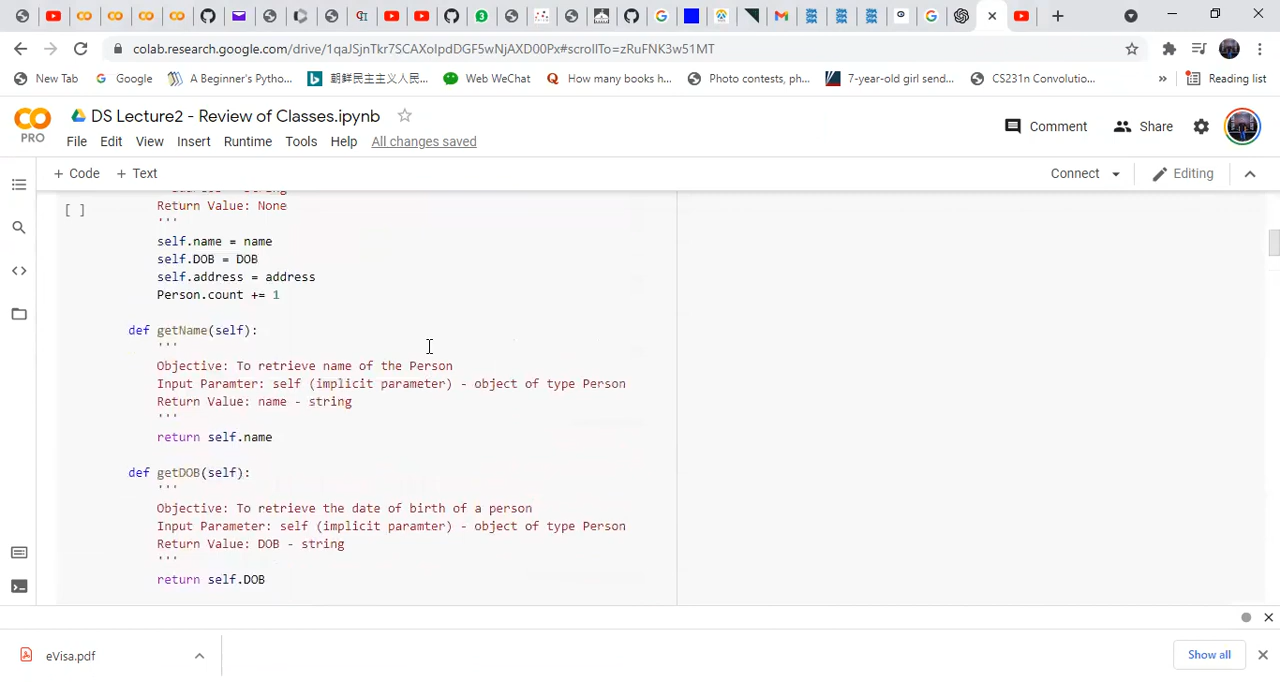 colab.research.google.com/drive/1qaJSjnTkr7SCAXoIpdDGF5wNjAXD00Px#scrollTo=zRuFNK3w51MT
New Tab
Google
A Beginner's Pytho...
朝鲜民主主义人民...
Web WeChat
How many books h...
Photo contests, ph...
7-year-old girl send...
CS231n Convolutio...
»
Reading list
PRO
DS Lecture2 - Review of Classes.ipynb
Comment
Share
File Edit View Insert Runtime Tools Help All changes saved
+ Code + Text
Connect
Editing
[ ]
Return Value: None
'''
self.name = name
self.DOB = DOB
self.address = address
Person.count += 1
def getName(self):
'''
Objective: To retrieve name of the Person
Input Paramter: self (implicit parameter) - object of type Person
Return Value: name - string
'''
return self.name
def getDOB(self):
'''
Objective: To retrieve the date of birth of a person
Input Parameter: self (implicit paramter) - object of type Person
Return Value: DOB - string
'''
return self.DOB
eVisa.pdf
Show all